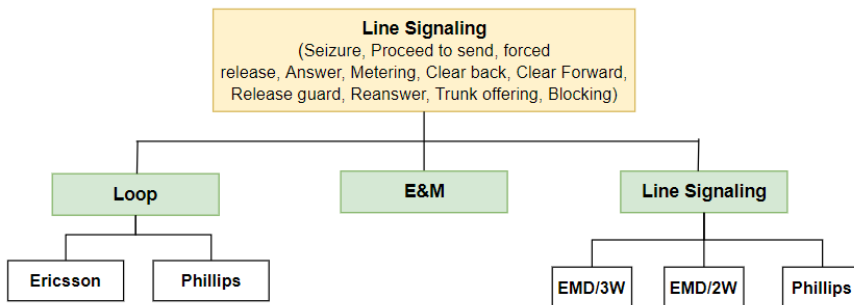 Line Signaling
(Seizure, Proceed to send, forced
release, Answer, Metering, Clear back, Clear Forward,
Release guard, Reanswer, Trunk offering, Blocking)
Loop
E&M
Line Signaling
Ericsson
Phillips
EMD/3W
EMD/2W
Phillips